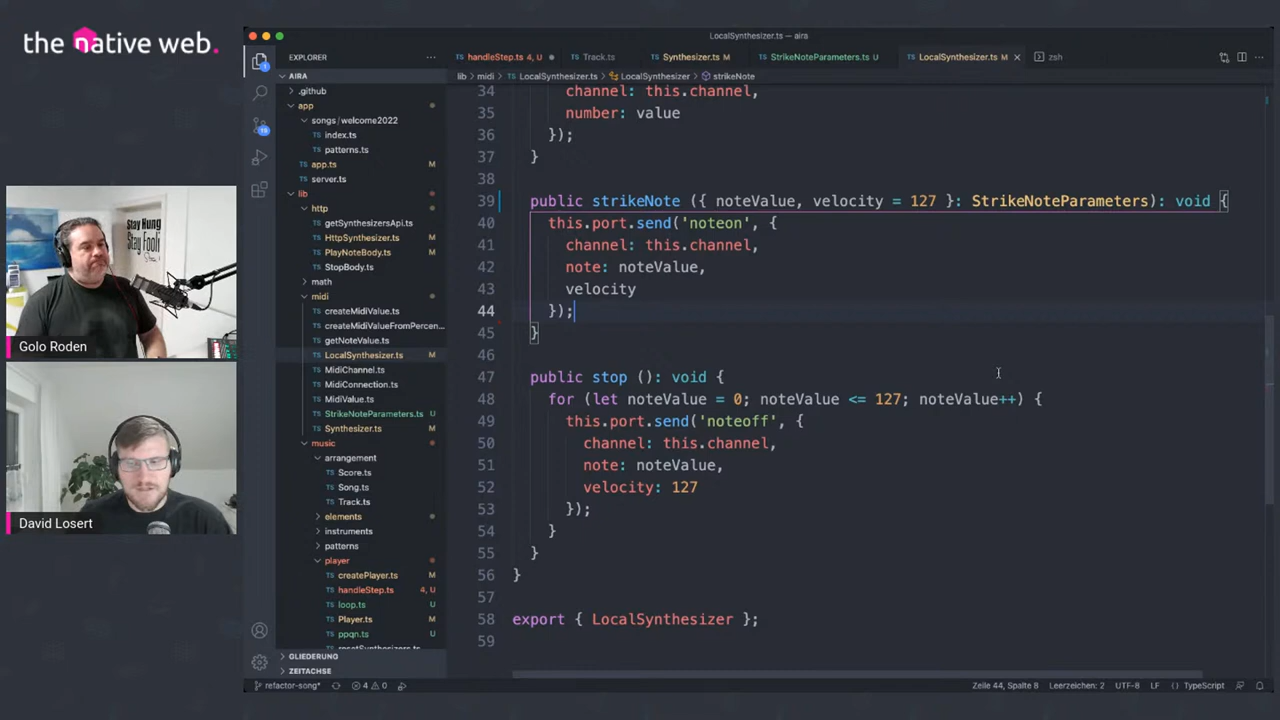 the native web.
LocalSynthesizer.ts — aira
EXPLORER ···
handleStep.ts 4, U
Track.ts
Synthesizer.ts M
StrikeNoteParameters.ts U
LocalSynthesizer.ts M
zsh
lib > midi > LocalSynthesizer.ts > LocalSynthesizer > strikeNote
AIRA
.github
app
songs/welcome2022
index.ts
patterns.ts
app.ts M
server.ts
lib
http
getSynthesizersApi.ts
HttpSynthesizer.ts M
PlayNoteBody.ts M
StopBody.ts
math
midi
createMidiValue.ts
createMidiValueFromPercen...
getNoteValue.ts
LocalSynthesizer.ts M
MidiChannel.ts
MidiConnection.ts
MidiValue.ts
StrikeNoteParameters.ts U
Synthesizer.ts M
music
arrangement
Score.ts
Song.ts
Track.ts
elements
instruments
patterns
player
createPlayer.ts M
handleStep.ts 4, U
loop.ts U
Player.ts M
ppqn.ts U
resetSynthesizers.ts
GLIEDERUNG
ZEITACHSE
34 channel: this.channel,
35 number: value
36 });
37 }
38
39 public strikeNote ({ noteValue, velocity = 127 }: StrikeNoteParameters): void {
40 this.port.send('noteon', {
41 channel: this.channel,
42 note: noteValue,
43 velocity
44 });
45 }
46
47 public stop (): void {
48 for (let noteValue = 0; noteValue <= 127; noteValue++) {
49 this.port.send('noteoff', {
50 channel: this.channel,
51 note: noteValue,
52 velocity: 127
53 });
54 }
55 }
56 }
57
58 export { LocalSynthesizer };
59
refactor-song* 4 0
Zeile 44, Spalte 8 Leerzeichen: 2 UTF-8 LF TypeScript
Golo Roden
David Losert